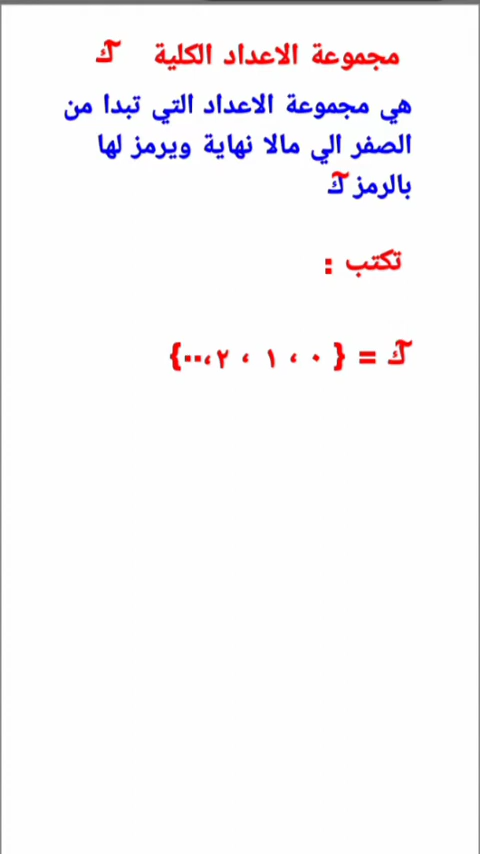 مجموعة الاعداد الكلية ك~
هي مجموعة الاعداد التي تبدا من
الصفر الي مالا نهاية ويرمز لها
بالرمز ك~
تكتب :
ك~ = { ٠ ، ١ ، ٢ ،..}